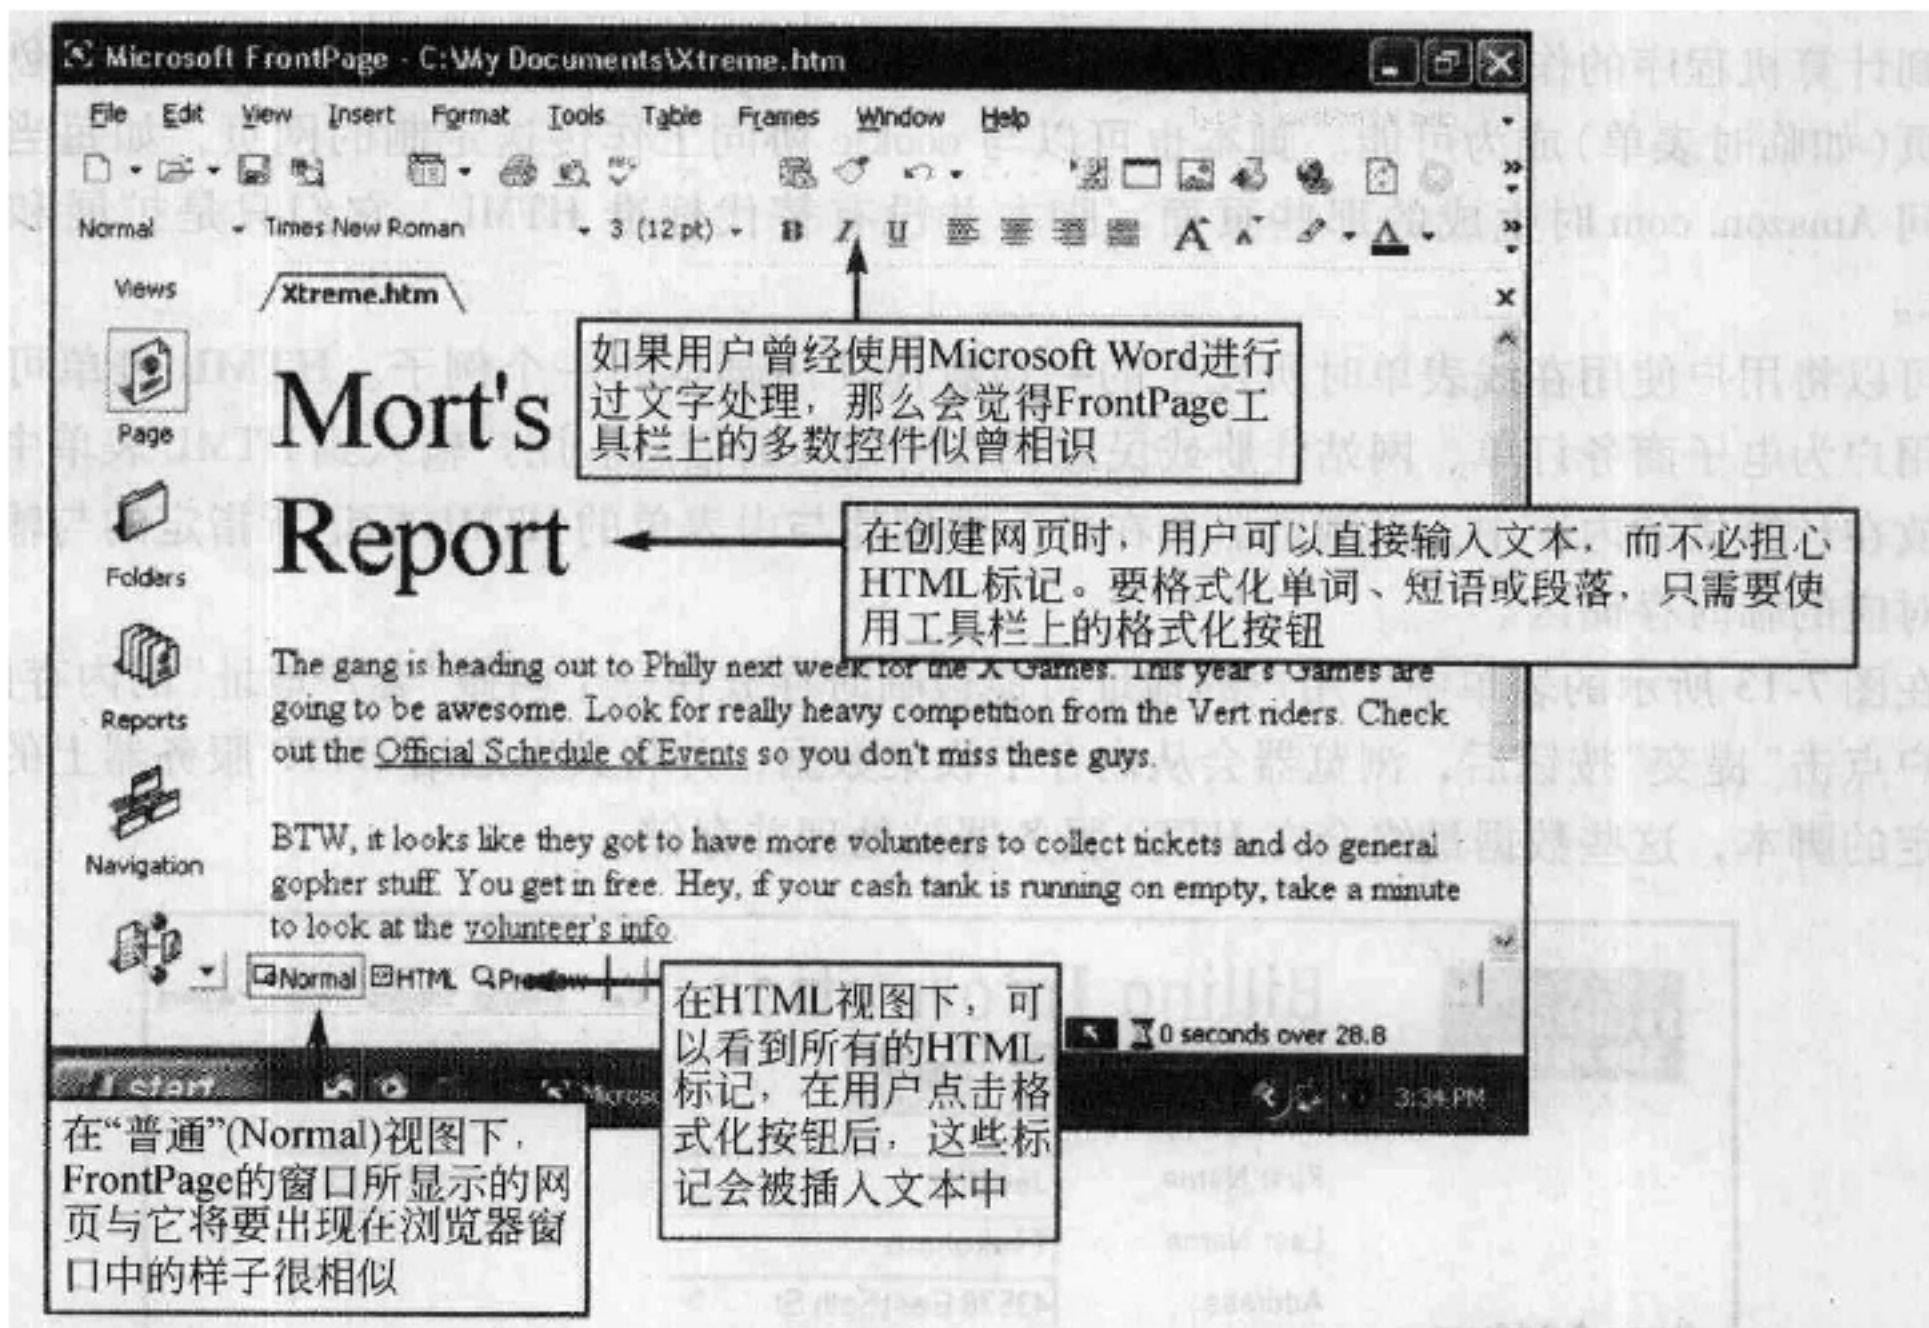 Microsoft FrontPage - C:\My Documents\Xtreme.htm
File Edit View Insert Format Tools Table Frames Window Help
Normal Times New Roman 3 (12 pt) B I U A A A
Views
Xtreme.htm
Page
Folders
Reports
Navigation
Mort's
Report
如果用户曾经使用Microsoft Word进行
过文字处理，那么会觉得FrontPage工
具栏上的多数控件似曾相识
在创建网页时，用户可以直接输入文本，而不必担心
HTML标记。要格式化单词、短语或段落，只需要使
用工具栏上的格式化按钮
The gang is heading out to Philly next week for the X Games. This year's Games are
going to be awesome. Look for really heavy competition from the Vert riders. Check
out the Official Schedule of Events so you don't miss these guys.
BTW, it looks like they got to have more volunteers to collect tickets and do general
gopher stuff. You get in free. Hey, if your cash tank is running on empty, take a minute
to look at the volunteer's info.
Normal HTML Preview
0 seconds over 28.8
start
3:34 PM
在HTML视图下，可
以看到所有的HTML
标记，在用户点击格
式化按钮后，这些标
记会被插入文本中
在“普通”(Normal)视图下，
FrontPage的窗口所显示的网
页与它将要出现在浏览器窗
口中的样子很相似